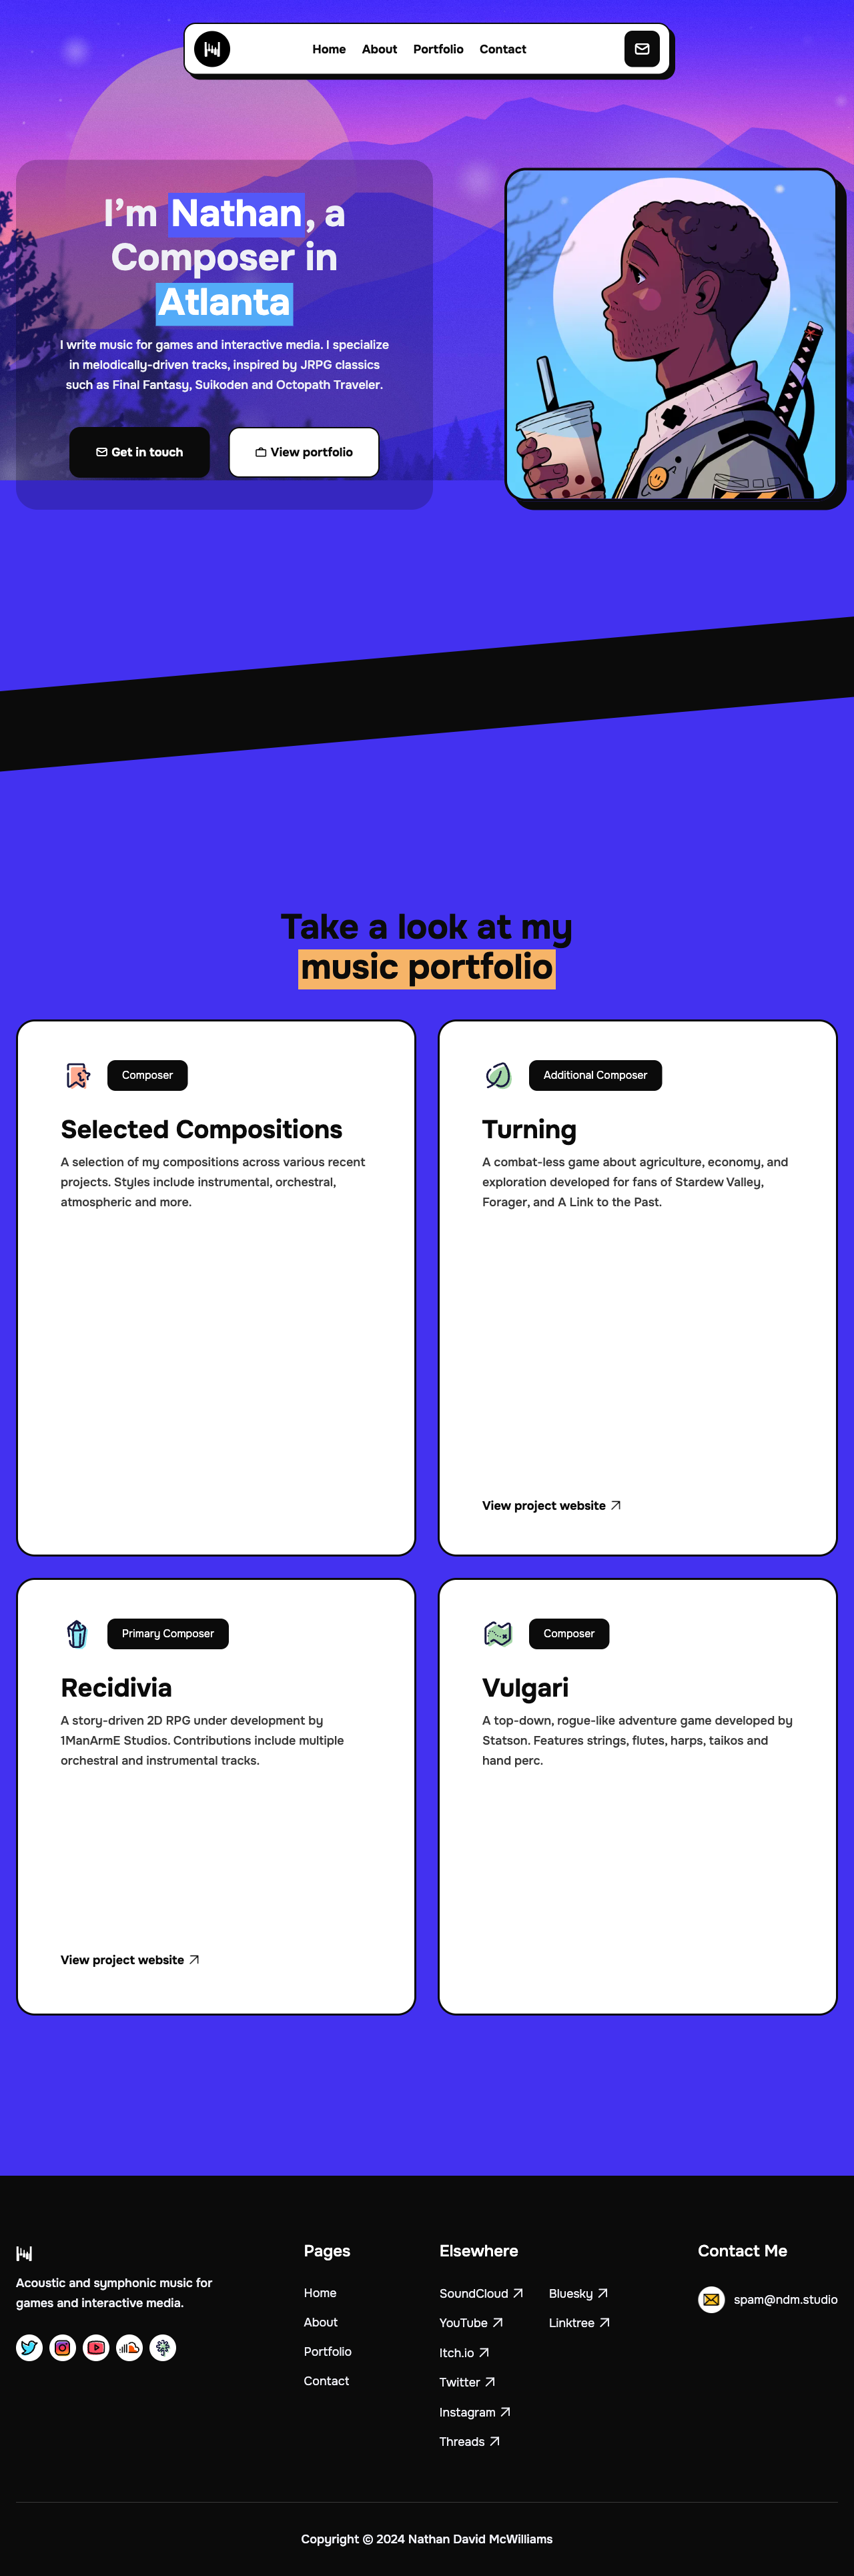 Home About Portfolio Contact
I'm Nathan, a
Composer in
Atlanta
I write music for games and interactive media. I specialize
in melodically-driven tracks, inspired by JRPG classics
such as Final Fantasy, Suikoden and Octopath Traveler.
Get in touch
View portfolio
Take a look at my
music portfolio
Composer
Selected Compositions
A selection of my compositions across various recent
projects. Styles include instrumental, orchestral,
atmospheric and more.
Additional Composer
Turning
A combat-less game about agriculture, economy, and
exploration developed for fans of Stardew Valley,
Forager, and A Link to the Past.
View project website
Primary Composer
Recidivia
A story-driven 2D RPG under development by
1ManArmE Studios. Contributions include multiple
orchestral and instrumental tracks.
View project website
Composer
Vulgari
A top-down, rogue-like adventure game developed by
Statson. Features strings, flutes, harps, taikos and
hand perc.
Acoustic and symphonic music for
games and interactive media.
Pages
Home
About
Portfolio
Contact
Elsewhere
SoundCloud
YouTube
Itch.io
Twitter
Instagram
Threads
Bluesky
Linktree
Contact Me
spam@ndm.studio
Copyright © 2024 Nathan David McWilliams